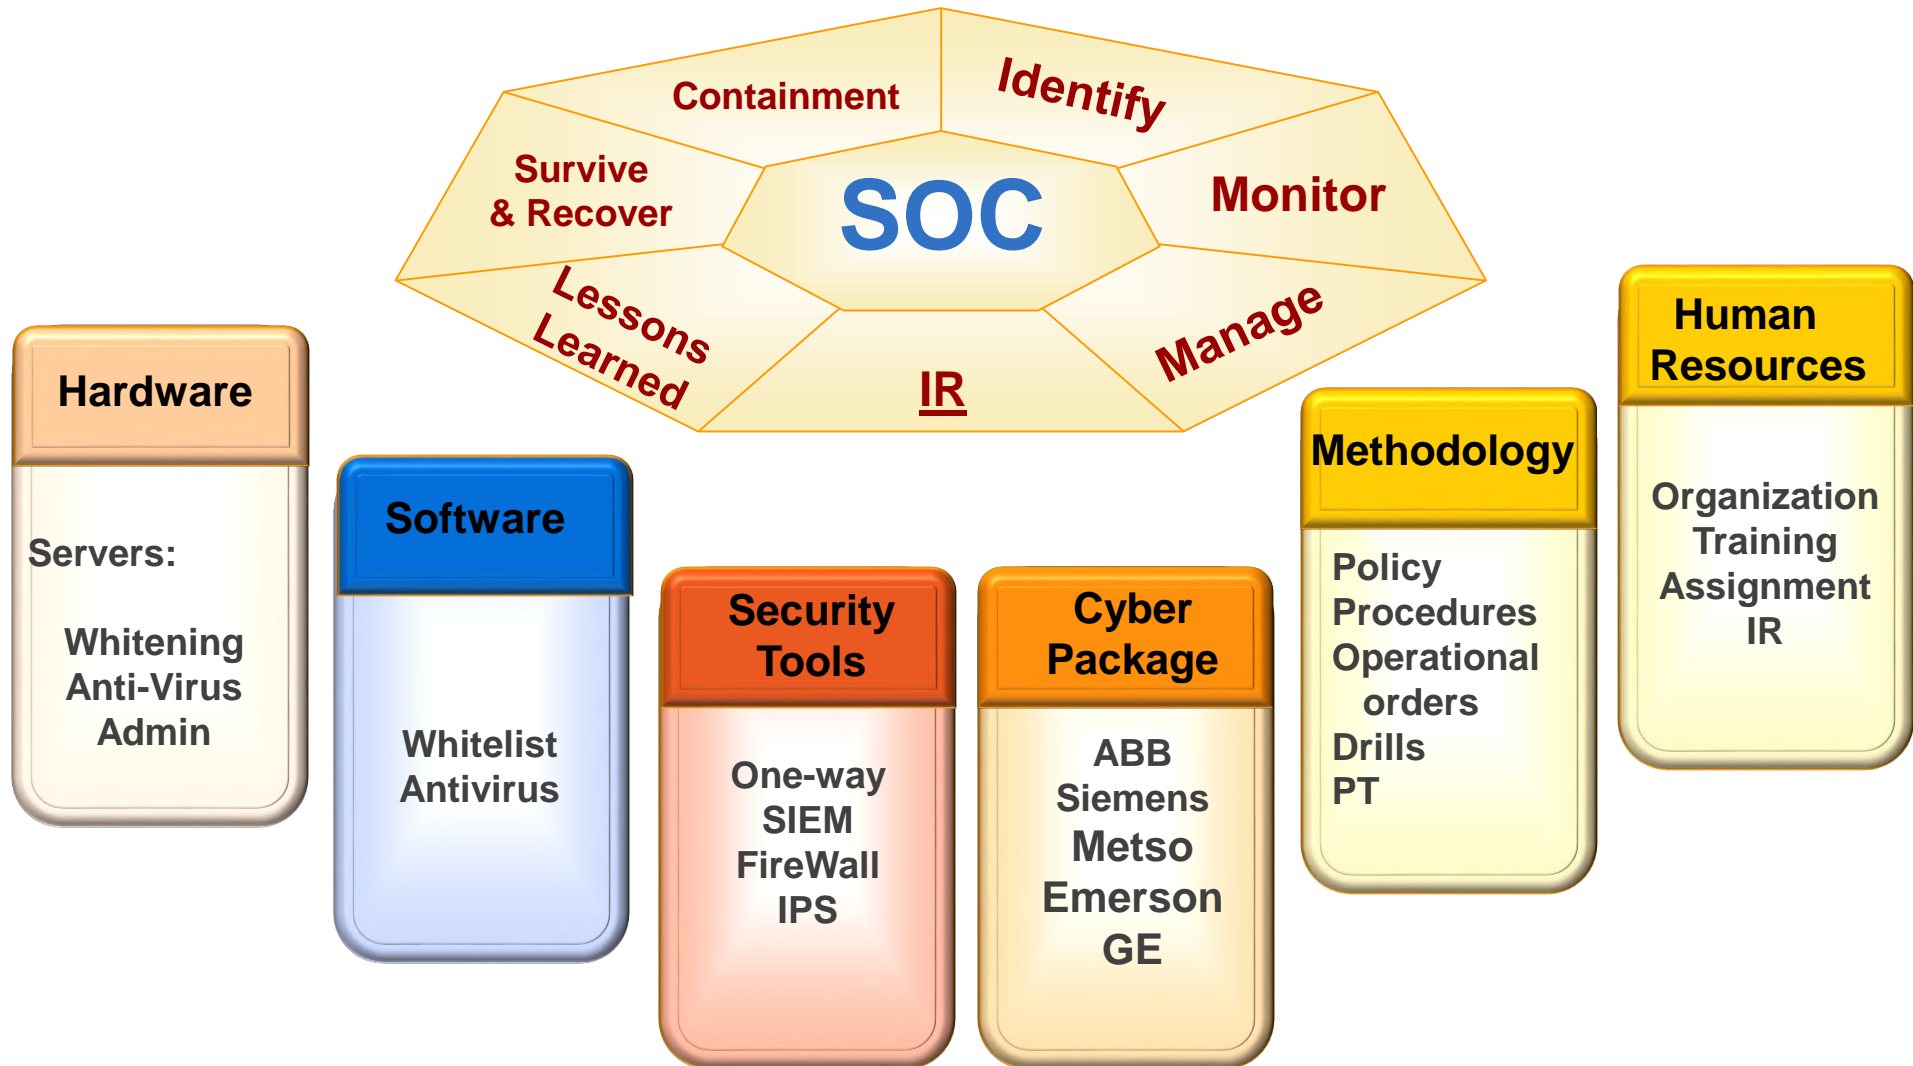 Containment
Identify
Survive
& Recover
SOC
Monitor
Lessons
Learned
IR
Manage
Hardware
Servers:
Whitening
Anti-Virus
Admin
Software
Whitelist
Antivirus
Security
Tools
One-way
SIEM
FireWall
IPS
Cyber
Package
ABB
Siemens
Metso
Emerson
GE
Methodology
Policy
Procedures
Operational
orders
Drills
PT
Human
Resources
Organization
Training
Assignment
IR